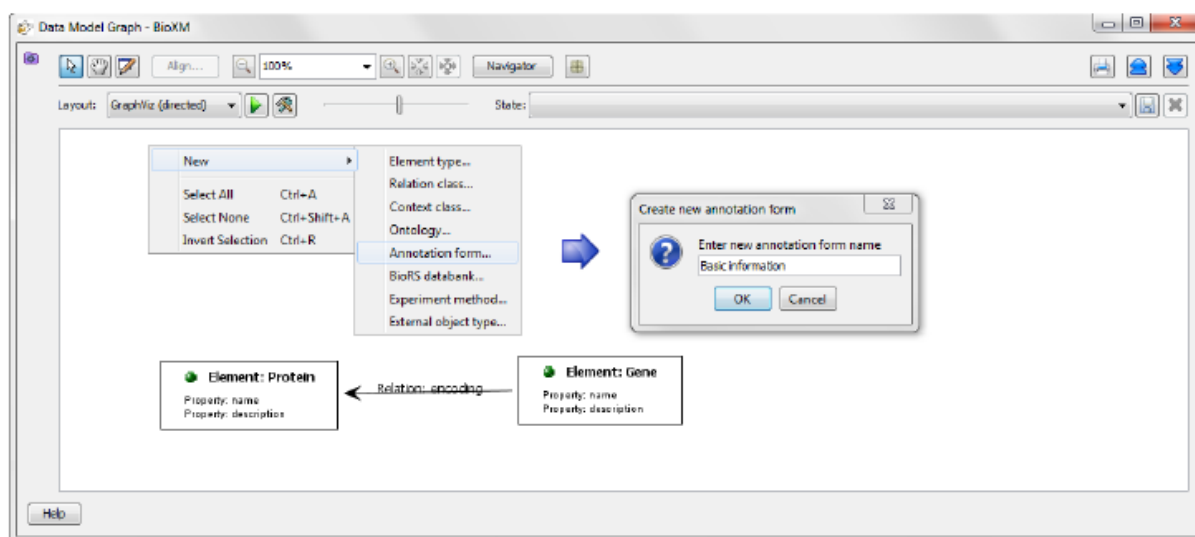 Data Model Graph - BioXM
Align... 100% Navigator
Layout: GraphViz (directed) State:
New
Select All Ctrl+A
Select None Ctrl+Shift+A
Invert Selection Ctrl+R
Element type...
Relation class...
Context class...
Ontology...
Annotation form...
BioRS databank...
Experiment method...
External object type...
Create new annotation form
Enter new annotation form name
Basic information
OK Cancel
Element: Protein
Property: name
Property: description
Relation: encoding
Element: Gene
Property: name
Property: description
Help